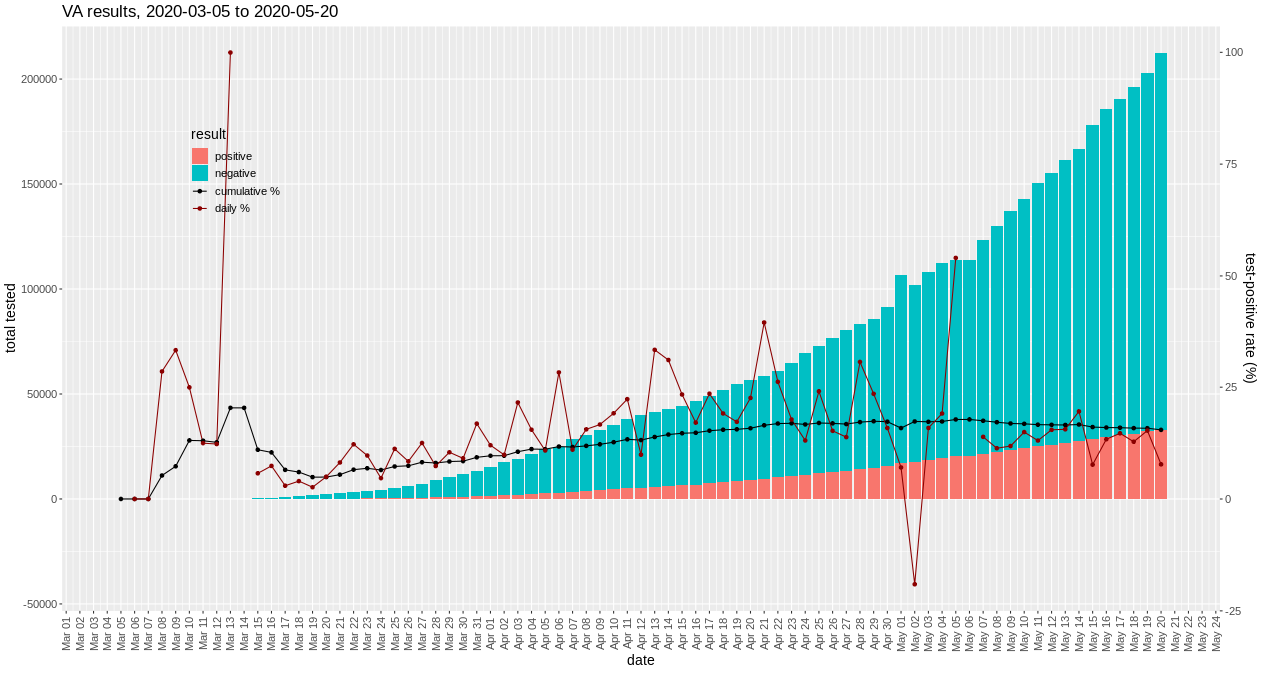 VA results, 2020-03-05 to 2020-05-20
total tested
200000
150000
100000
50000
0
-50000
result
positive
negative
cumulative %
daily %
100
75
50
25
0
-25
test-positive rate (%)
Mar 01
Mar 02
Mar 03
Mar 04
Mar 05
Mar 06
Mar 07
Mar 08
Mar 09
Mar 10
Mar 11
Mar 12
Mar 13
Mar 14
Mar 15
Mar 16
Mar 17
Mar 18
Mar 19
Mar 20
Mar 21
Mar 22
Mar 23
Mar 24
Mar 25
Mar 26
Mar 27
Mar 28
Mar 29
Mar 30
Mar 31
Apr 01
Apr 02
Apr 03
Apr 04
Apr 05
Apr 06
Apr 07
Apr 08
Apr 09
Apr 10
Apr 11
Apr 12
Apr 13
Apr 14
Apr 15
Apr 16
Apr 17
Apr 18
Apr 19
Apr 20
Apr 21
Apr 22
Apr 23
Apr 24
Apr 25
Apr 26
Apr 27
Apr 28
Apr 29
Apr 30
May 01
May 02
May 03
May 04
May 05
May 06
May 07
May 08
May 09
May 10
May 11
May 12
May 13
May 14
May 15
May 16
May 17
May 18
May 19
May 20
May 21
May 22
May 23
May 24
date